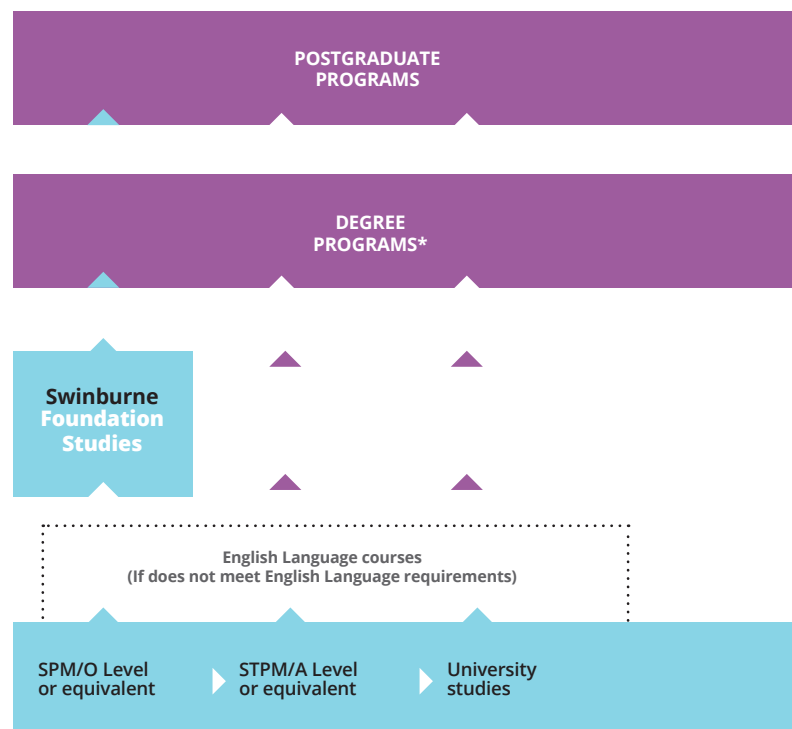 POSTGRADUATE
PROGRAMS
DEGREE
PROGRAMS*
Swinburne
Foundation
Studies
English Language courses
(If does not meet English Language requirements)
SPM/O Level
or equivalent
STPM/A Level
or equivalent
University
studies